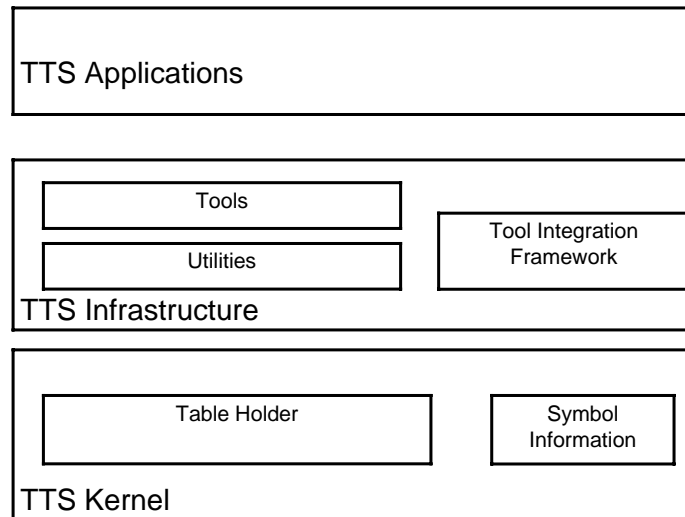 TTS Applications
Tools
Utilities
Tool Integration
Framework
TTS Infrastructure
Table Holder
Symbol
Information
TTS Kernel